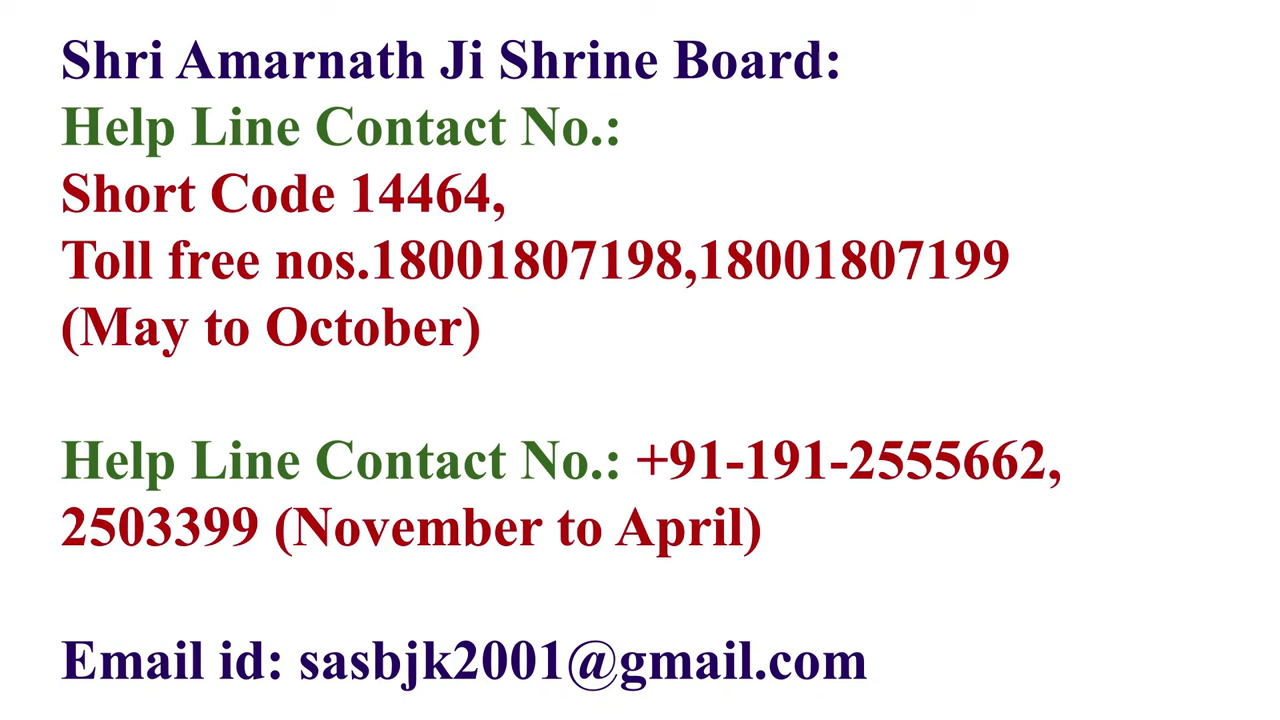 Shri Amarnath Ji Shrine Board:
Help Line Contact No.:
Short Code 14464,
Toll free nos.18001807198,18001807199
(May to October)
Help Line Contact No.: +91-191-2555662,
2503399 (November to April)
Email id: sasbjk2001@gmail.com